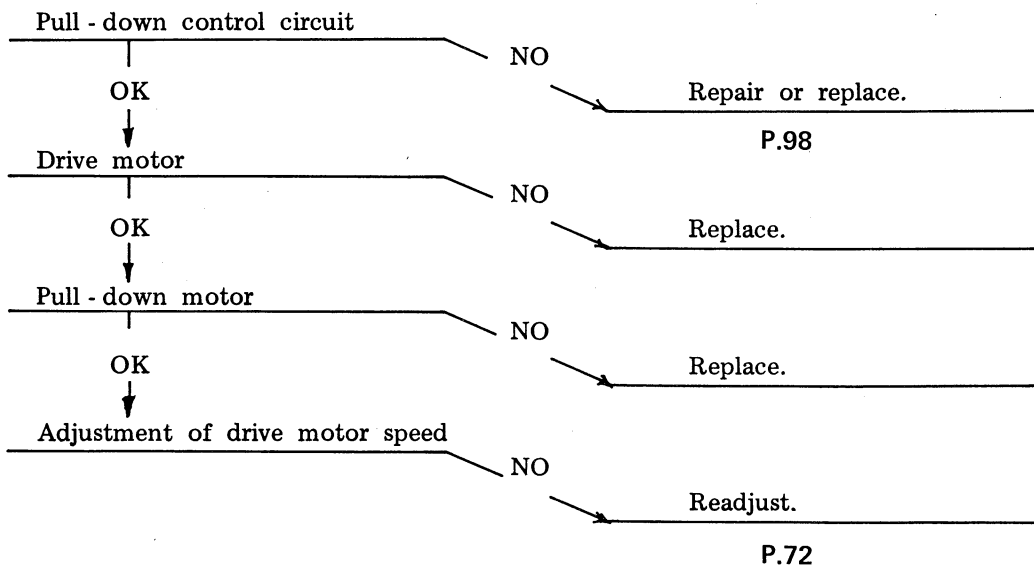 Pull - down control circuit
NO
OK
Repair or replace.
P.98
Drive motor
NO
OK
Replace.
Pull - down motor
NO
OK
Replace.
Adjustment of drive motor speed
NO
Readjust.
P.72